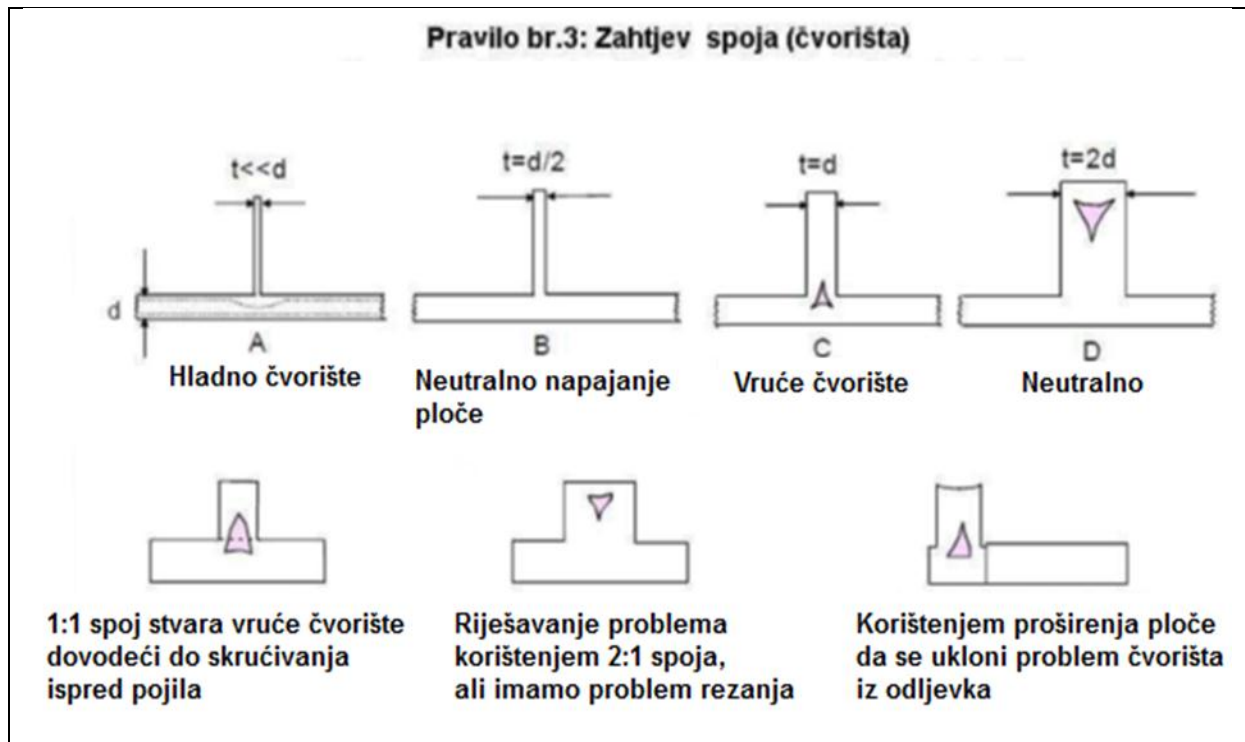 Pravilo br.3: Zahtjev spoja (čvorišta)
t<<d
t=d/2
t=d
t=2d
d
A
B
C
D
Hladno čvorište
Neutralno napajanje
ploče
Vruće čvorište
Neutralno
1:1 spoj stvara vruće čvorište
dovodeći do skrućivanja
ispred pojila
Riješavanje problema
korištenjem 2:1 spoja,
ali imamo problem rezanja
Korištenjem proširenja ploče
da se ukloni problem čvorišta
iz odljevka